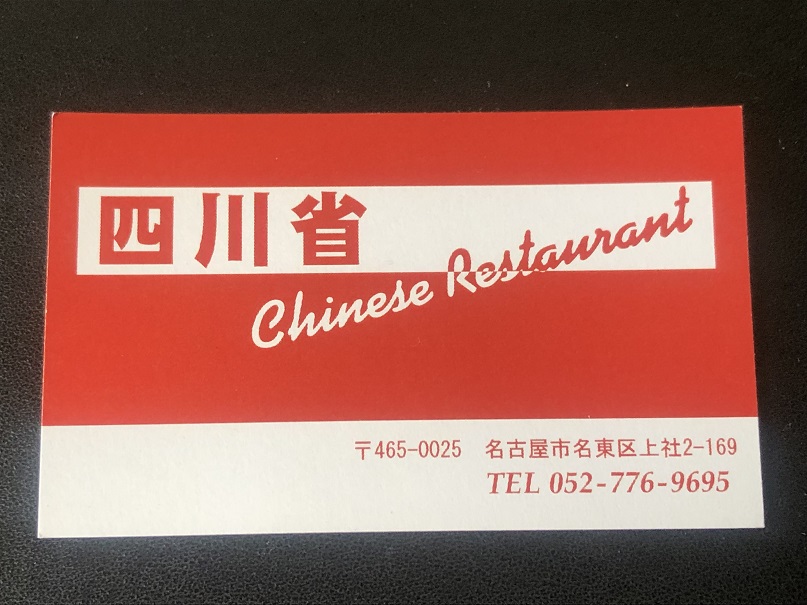 四川省
Chinese Restaurant
〒465-0025 名古屋市名東区上社2-169
TEL 052-776-9695